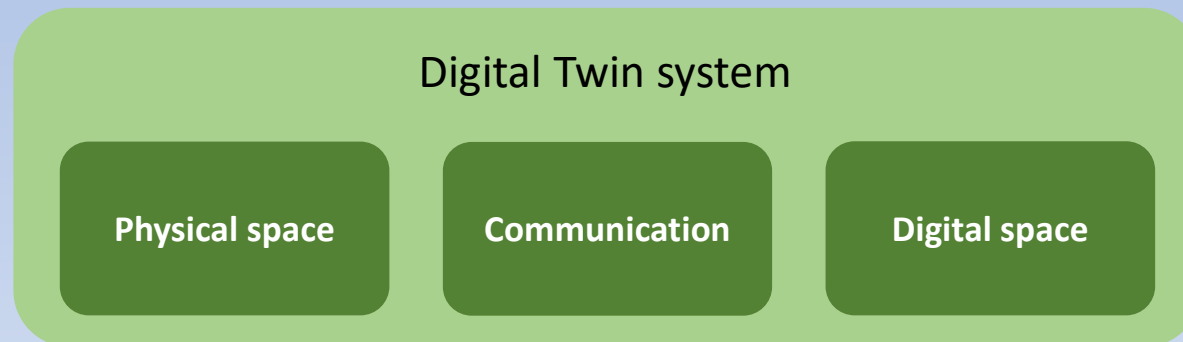 Digital Twin system
Physical space
Communication
Digital space